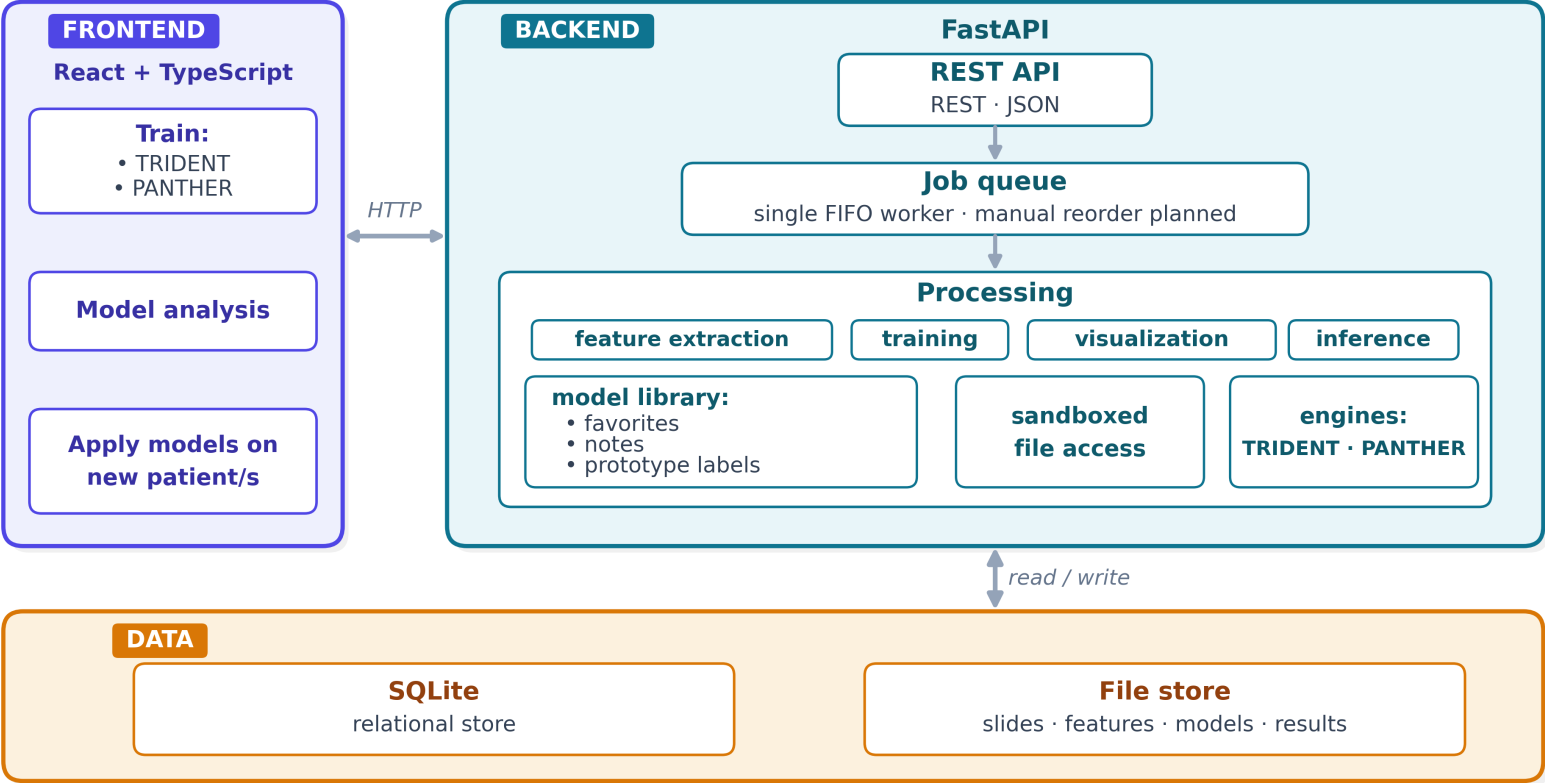 FRONTEND
React + TypeScript
Train:
• TRIDENT
• PANTHER
Model analysis
Apply models on
new patient/s
HTTP
BACKEND
FastAPI
REST API
REST · JSON
Job queue
single FIFO worker · manual reorder planned
Processing
feature extraction
training
visualization
inference
model library:
• favorites
• notes
• prototype labels
sandboxed
file access
engines:
TRIDENT · PANTHER
read / write
DATA
SQLite
relational store
File store
slides · features · models · results